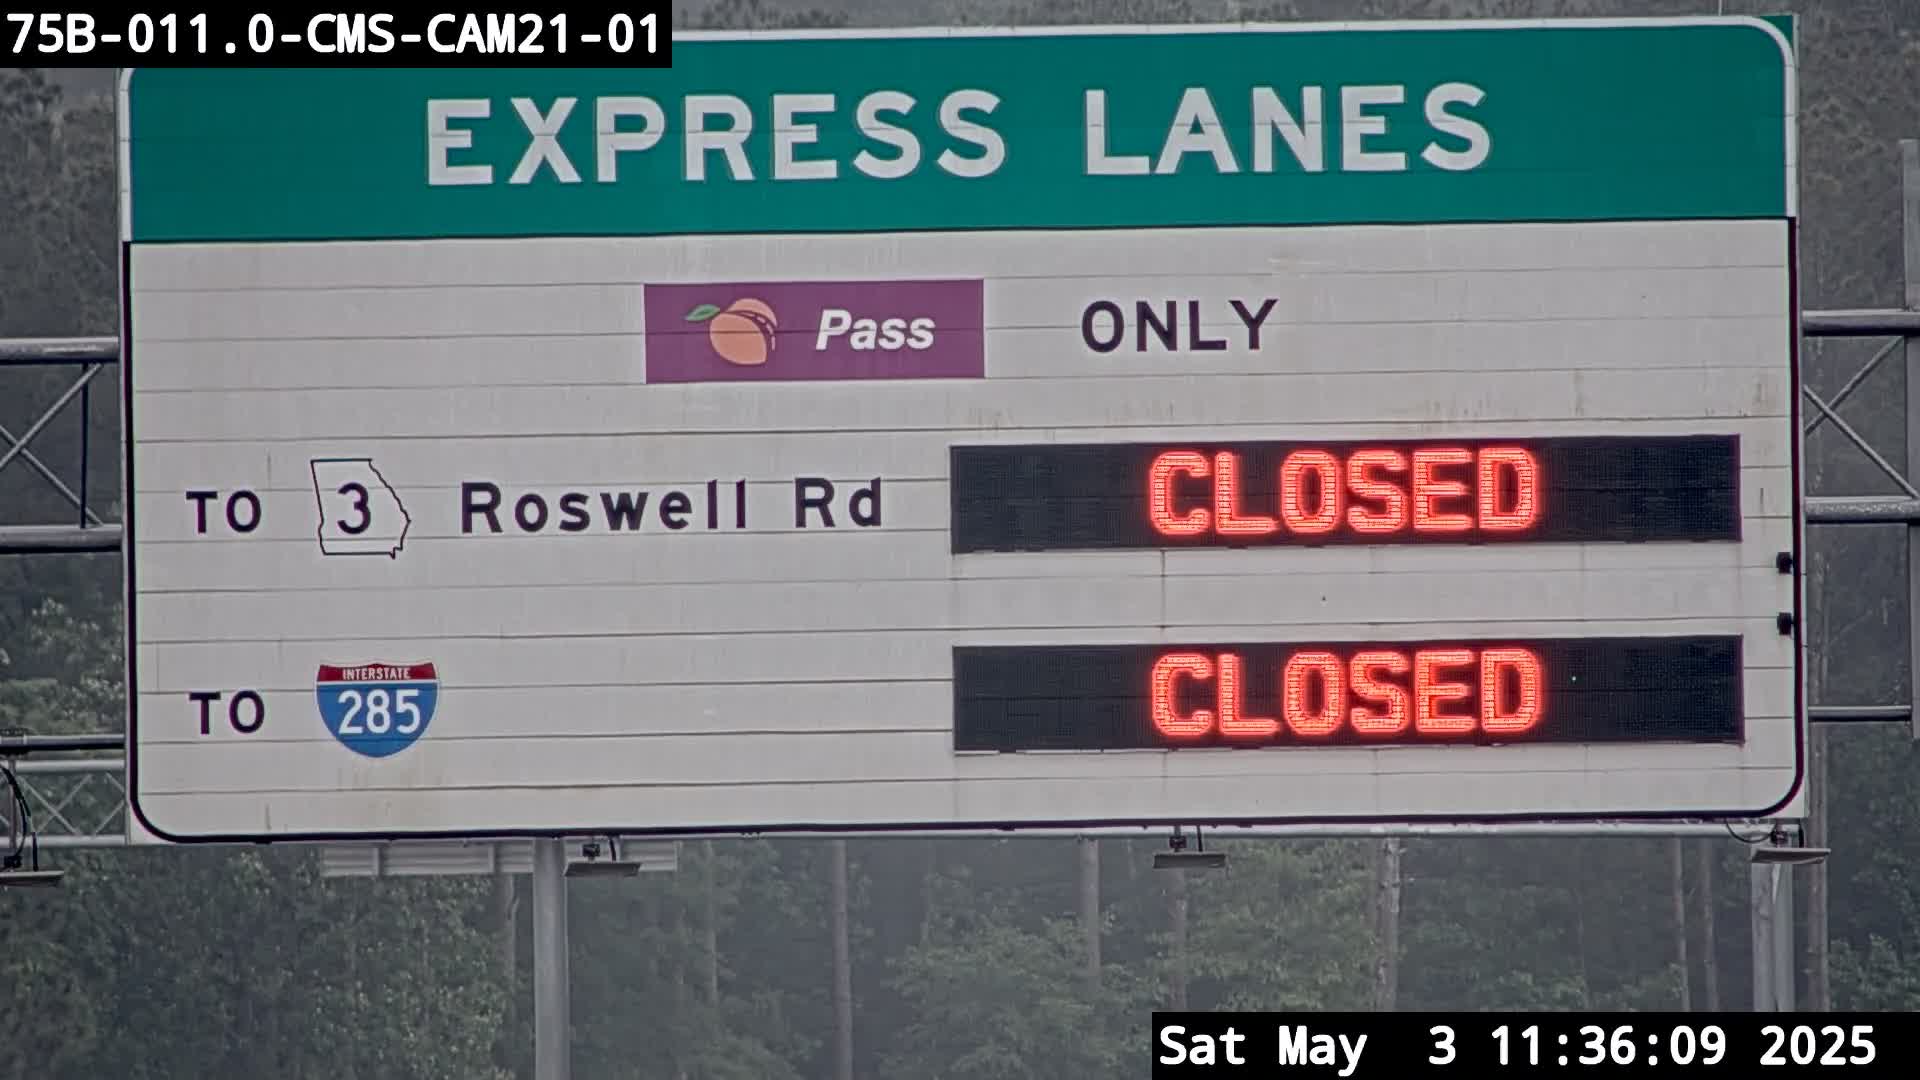 75B-011.0-CMS-CAM21-01
EXPRESS LANES
Pass ONLY
TO 3 Roswell Rd CLOSED
TO INTERSTATE 285 CLOSED
Sat May 3 11:36:09 2025